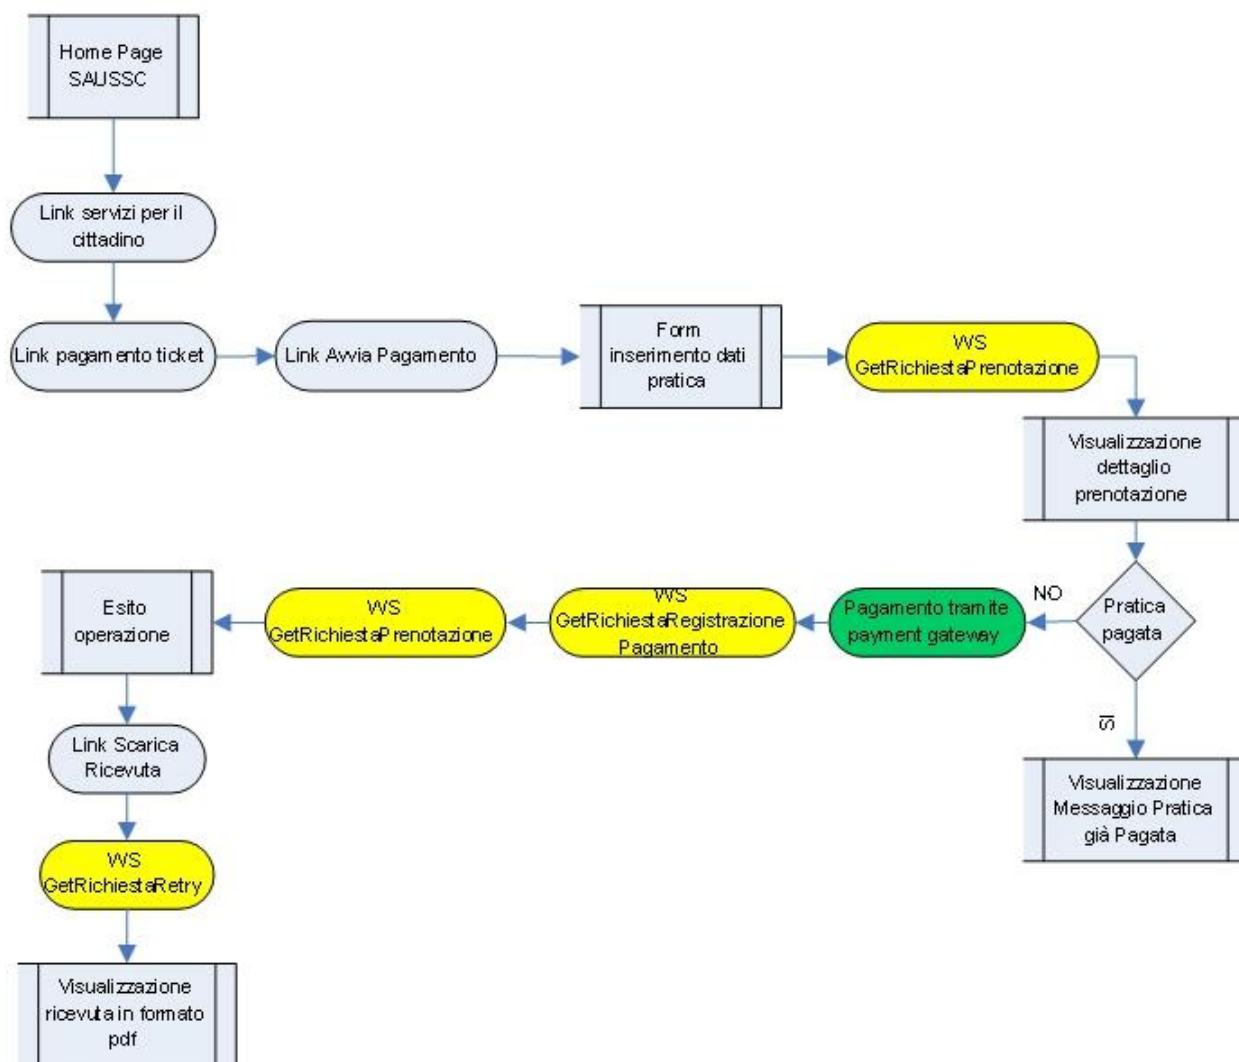 Home Page
SAUSSC
Link servizi per il
cittadino
Link pagamento ticket
Link Avvia Pagamento
Form
inserimento dati
pratica
WS
GetRichiestaPrenotazione
Visualizzazione
dettaglio
prenotazione
Pratica
pagata
NO
SI
Pagamento tramite
payment gateway
WS
GetRichiestaRegistrazione
Pagamento
WS
GetRichiestaPrenotazione
Esito
operazione
Link Scarica
Ricevuta
WS
GetRichiestaRetry
Visualizzazione
ricevuta in formato
pdf
Visualizzazione
Messaggio Pratica
già Pagata